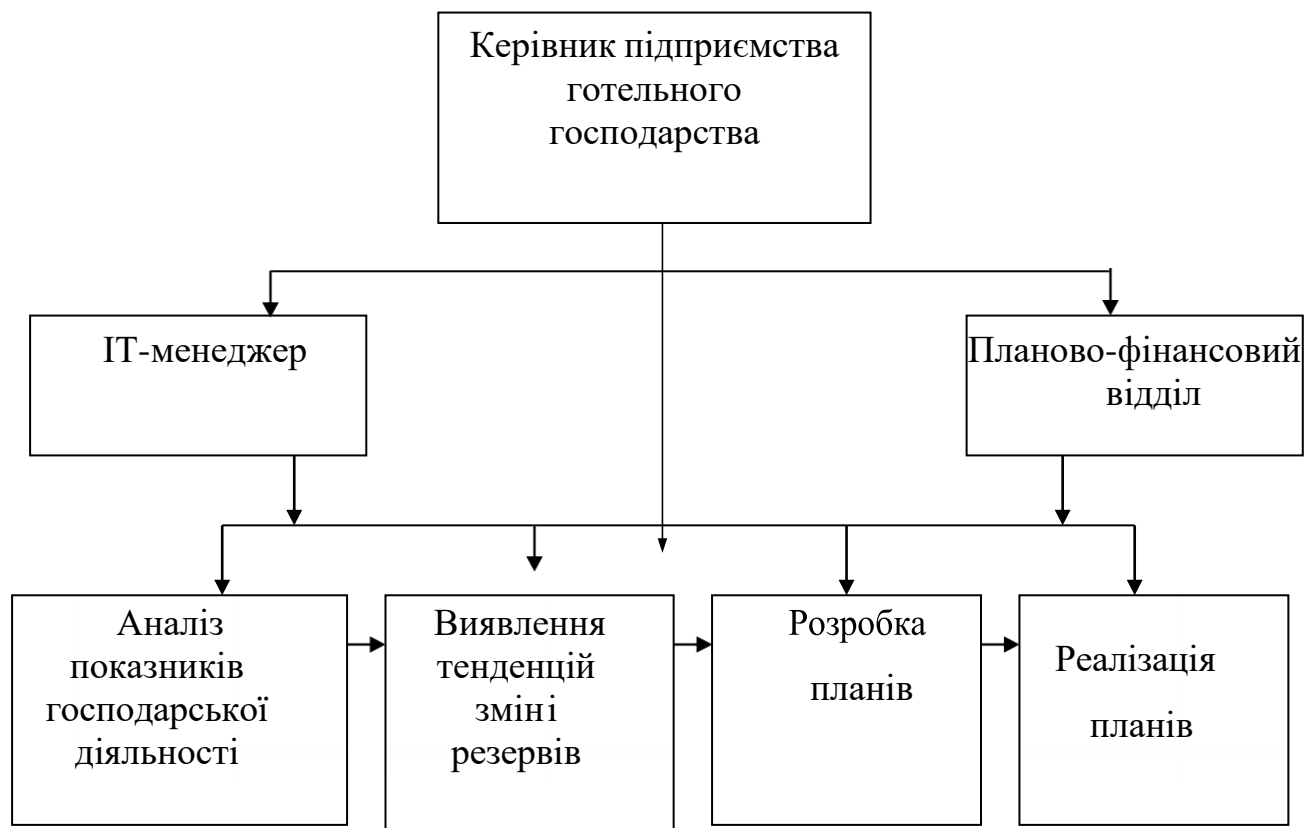 Керівник підприємства
готельного
господарства
ІТ-менеджер
Планово-фінансовий
відділ
Аналіз
показників
господарської
діяльності
Виявлення
тенденцій
зміні
резервів
Розробка
планів
Реалізація
планів